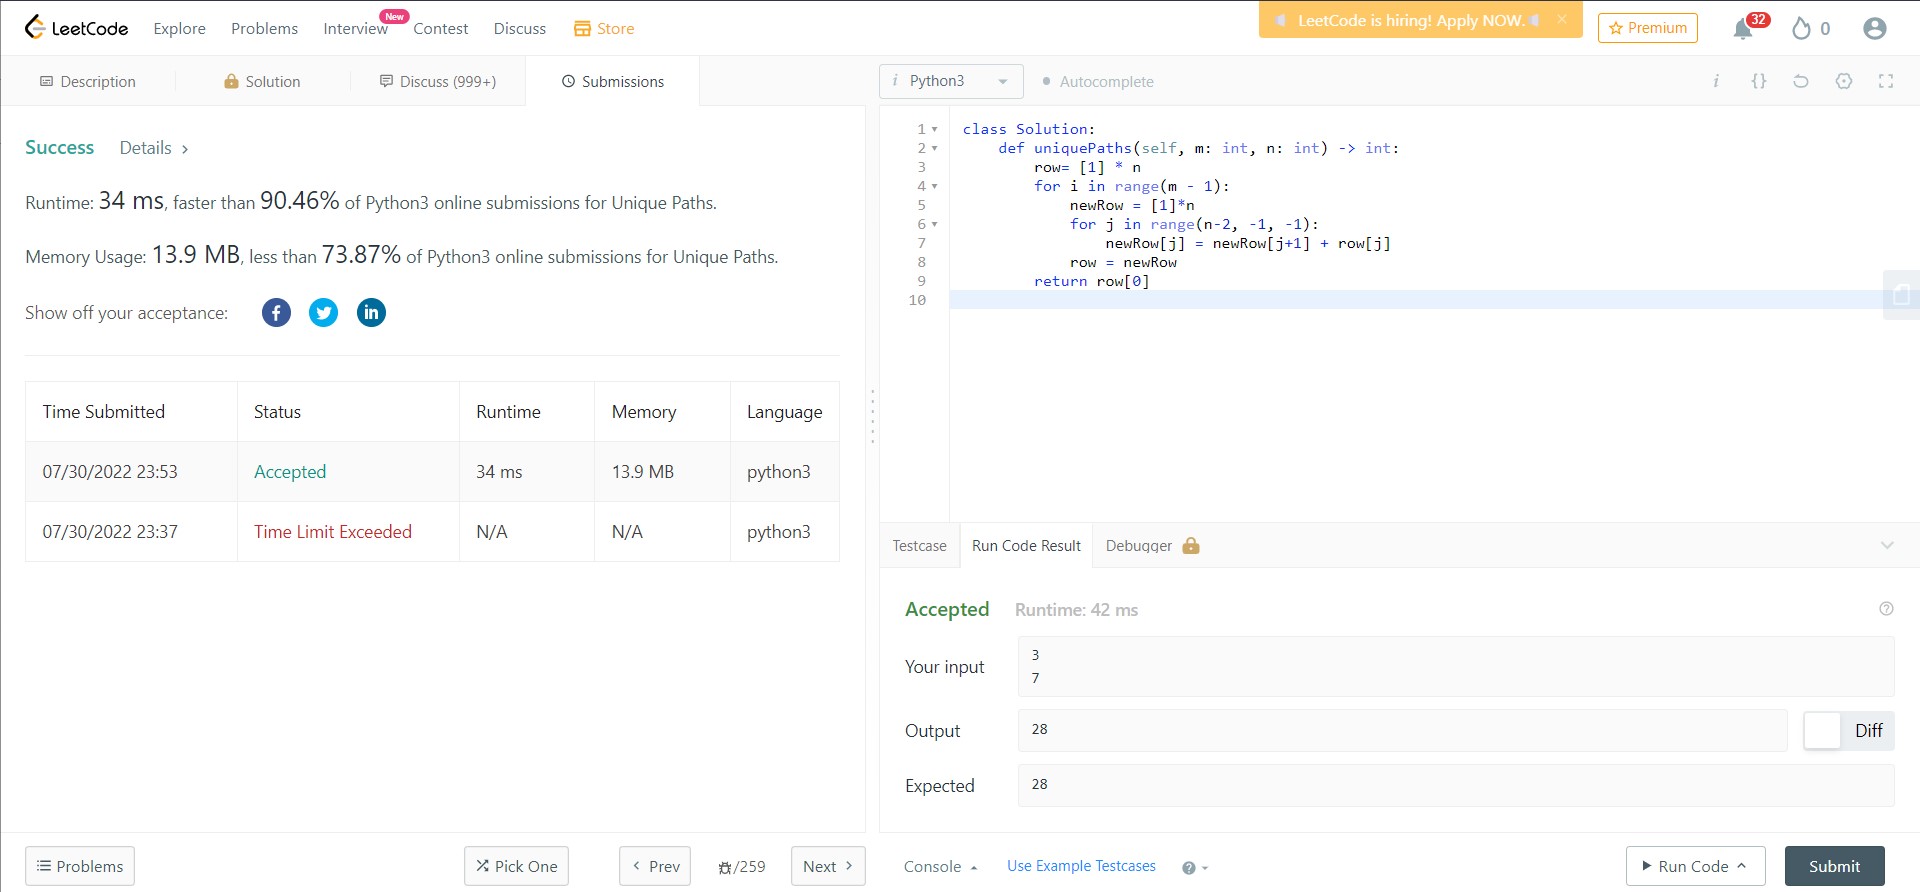 LeetCode
Explore
Problems
Interview
New
Contest
Discuss
Store
LeetCode is hiring! Apply NOW.
Premium
32
0
Description
Solution
Discuss (999+)
Submissions
i Python3
Autocomplete
i
{}
Success
Details >
Runtime: 34 ms, faster than 90.46% of Python3 online submissions for Unique Paths.
Memory Usage: 13.9 MB, less than 73.87% of Python3 online submissions for Unique Paths.
Show off your acceptance:
Time Submitted Status Runtime Memory Language
07/30/2022 23:53 Accepted 34 ms 13.9 MB python3
07/30/2022 23:37 Time Limit Exceeded N/A N/A python3
1 class Solution:
2 def uniquePaths(self, m: int, n: int) -> int:
3 row= [1] * n
4 for i in range(m - 1):
5 newRow = [1]*n
6 for j in range(n-2, -1, -1):
7 newRow[j] = newRow[j+1] + row[j]
8 row = newRow
9 return row[0]
10
Testcase
Run Code Result
Debugger
Accepted
Runtime: 42 ms
Your input
3
7
Output
28
Diff
Expected
28
Problems
Pick One
< Prev
/259
Next >
Console
Use Example Testcases
Run Code
Submit